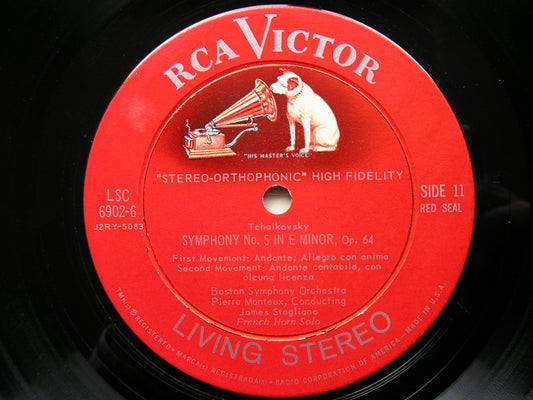 RCA VICTOR
"HIS MASTER'S VOICE"
"STEREO-ORTHOPHONIC" HIGH FIDELITY
LSC
6902-6
J2RY-5083
SIDE 11
RED SEAL
Tchaikovsky
SYMPHONY No. 5 IN E MINOR, Op. 64
First Movement: Andante; Allegro con anima
Second Movement: Andante cantabile, con
alcuna licenza
Boston Symphony Orchestra
Pierre Monteux, Conducting
James Stagliano
French Horn Solo
LIVING STEREO
TMK(s) ® REGISTERED • MARCA(s) REGISTRADA(s) • RADIO CORPORATION OF AMERICA – MADE IN U.S.A.